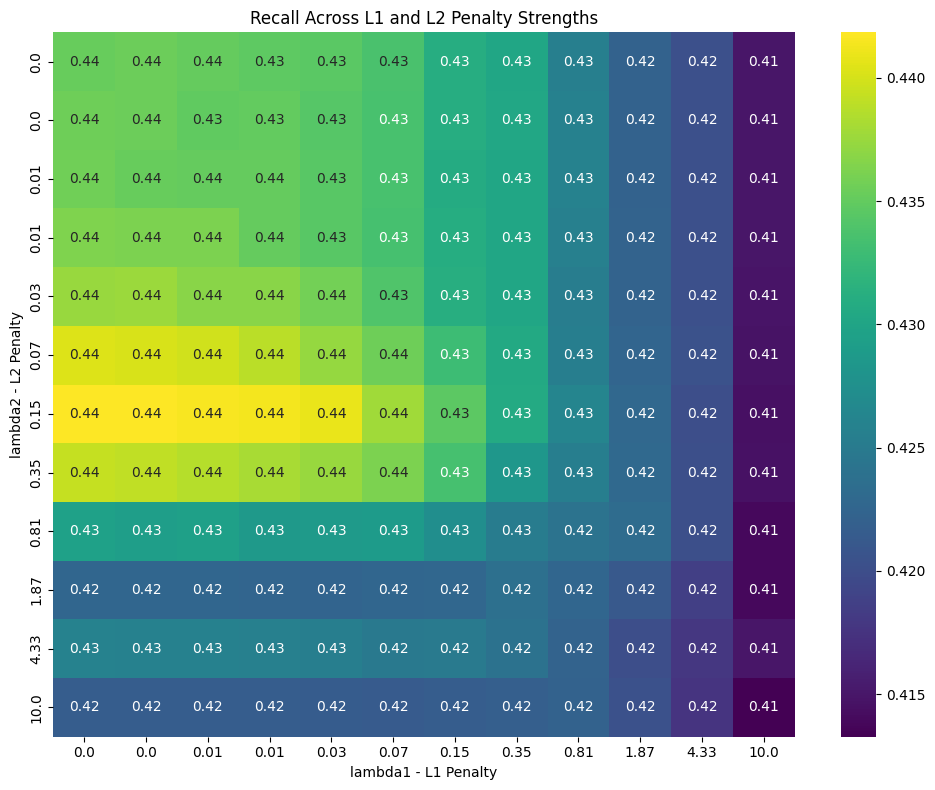 Recall Across L1 and L2 Penalty Strengths
lambda2 - L2 Penalty
0.0 0.44 0.44 0.44 0.43 0.43 0.43 0.43 0.43 0.43 0.42 0.42 0.41
0.0 0.44 0.44 0.43 0.43 0.43 0.43 0.43 0.43 0.43 0.42 0.42 0.41
0.01 0.44 0.44 0.44 0.44 0.43 0.43 0.43 0.43 0.43 0.42 0.42 0.41
0.01 0.44 0.44 0.44 0.44 0.43 0.43 0.43 0.43 0.43 0.42 0.42 0.41
0.03 0.44 0.44 0.44 0.44 0.44 0.43 0.43 0.43 0.43 0.42 0.42 0.41
0.07 0.44 0.44 0.44 0.44 0.44 0.44 0.43 0.43 0.43 0.42 0.42 0.41
0.15 0.44 0.44 0.44 0.44 0.44 0.44 0.43 0.43 0.43 0.42 0.42 0.41
0.35 0.44 0.44 0.44 0.44 0.44 0.44 0.43 0.43 0.43 0.42 0.42 0.41
0.81 0.43 0.43 0.43 0.43 0.43 0.43 0.43 0.43 0.42 0.42 0.42 0.41
1.87 0.42 0.42 0.42 0.42 0.42 0.42 0.42 0.42 0.42 0.42 0.42 0.41
4.33 0.43 0.43 0.43 0.43 0.43 0.42 0.42 0.42 0.42 0.42 0.42 0.41
10.0 0.42 0.42 0.42 0.42 0.42 0.42 0.42 0.42 0.42 0.42 0.42 0.41
0.0 0.0 0.01 0.01 0.03 0.07 0.15 0.35 0.81 1.87 4.33 10.0
lambda1 - L1 Penalty
0.440
0.435
0.430
0.425
0.420
0.415